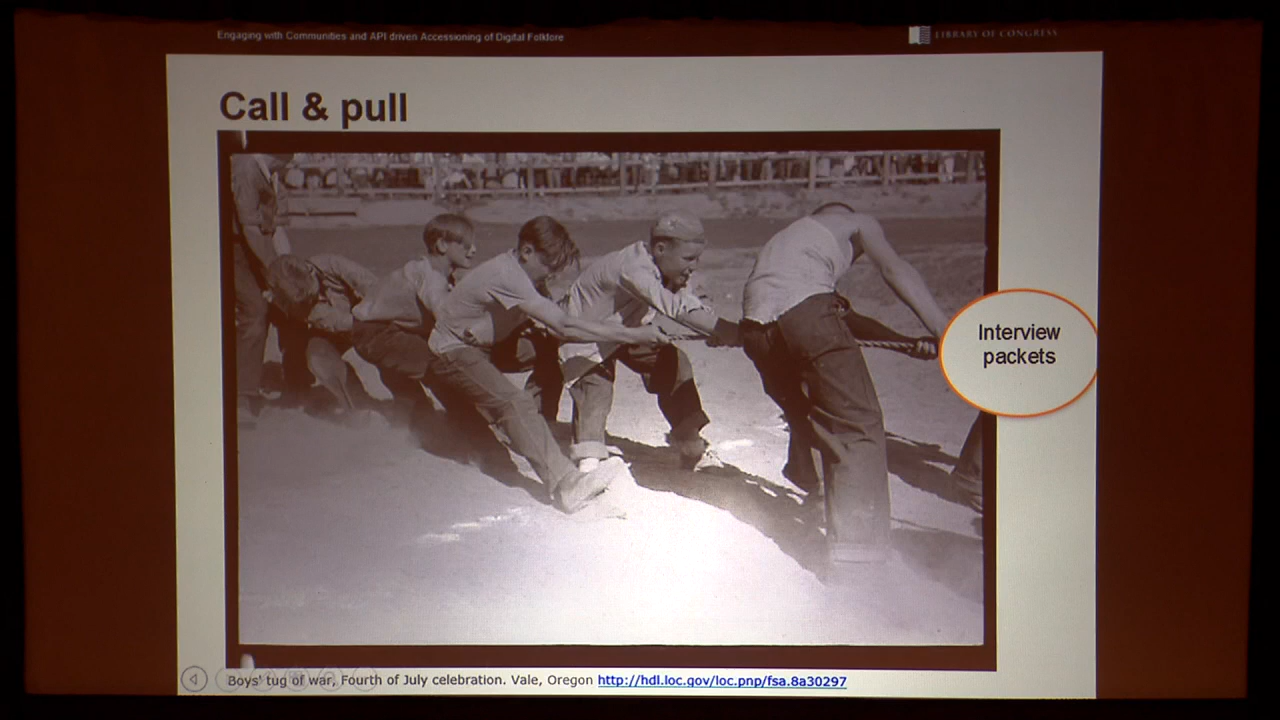 Engaging with Communities and API driven Accessioning of Digital Folklore
LIBRARY OF CONGRESS
Call & pull
Interview
packets
Boys' tug of war, Fourth of July celebration. Vale, Oregon http://hdl.loc.gov/loc.pnp/fsa.8a30297